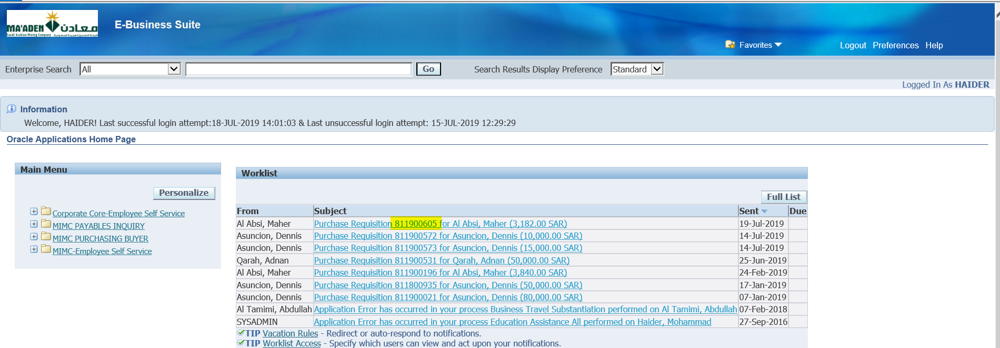 MA'ADEN معادن
Saudi Arabian Mining Company شركة التعدين العربية السعودية
E-Business Suite
Favorites
Logout Preferences Help
Enterprise Search All Go Search Results Display Preference Standard
Logged In As HAIDER
Information
Welcome, HAIDER! Last successful login attempt:18-JUL-2019 14:01:03 & Last unsuccessful login attempt: 15-JUL-2019 12:29:29
Oracle Applications Home Page
Main Menu
Personalize
Corporate Core-Employee Self Service
MIMC PAYABLES INQUIRY
MIMC PURCHASING BUYER
MIMC-Employee Self Service
Worklist
Full List
From Subject Sent Due
Al Absi, Maher Purchase Requisition 811900605 for Al Absi, Maher (3,182.00 SAR) 19-Jul-2019
Asuncion, Dennis Purchase Requisition 811900572 for Asuncion, Dennis (10,000.00 SAR) 14-Jul-2019
Asuncion, Dennis Purchase Requisition 811900573 for Asuncion, Dennis (15,000.00 SAR) 14-Jul-2019
Qarah, Adnan Purchase Requisition 811900531 for Qarah, Adnan (50,000.00 SAR) 25-Jun-2019
Al Absi, Maher Purchase Requisition 811900196 for Al Absi, Maher (3,840.00 SAR) 24-Feb-2019
Asuncion, Dennis Purchase Requisition 811800935 for Asuncion, Dennis (50,000.00 SAR) 17-Jan-2019
Asuncion, Dennis Purchase Requisition 811900021 for Asuncion, Dennis (80,000.00 SAR) 07-Jan-2019
Al Tamimi, Abdullah Application Error has occurred in your process Business Travel Substantiation performed on Al Tamimi, Abdullah 07-Feb-2018
SYSADMIN Application Error has occurred in your process Education Assistance All performed on Haider, Mohammad 27-Sep-2016
TIP Vacation Rules - Redirect or auto-respond to notifications.
TIP Worklist Access - Specify which users can view and act upon your notifications.